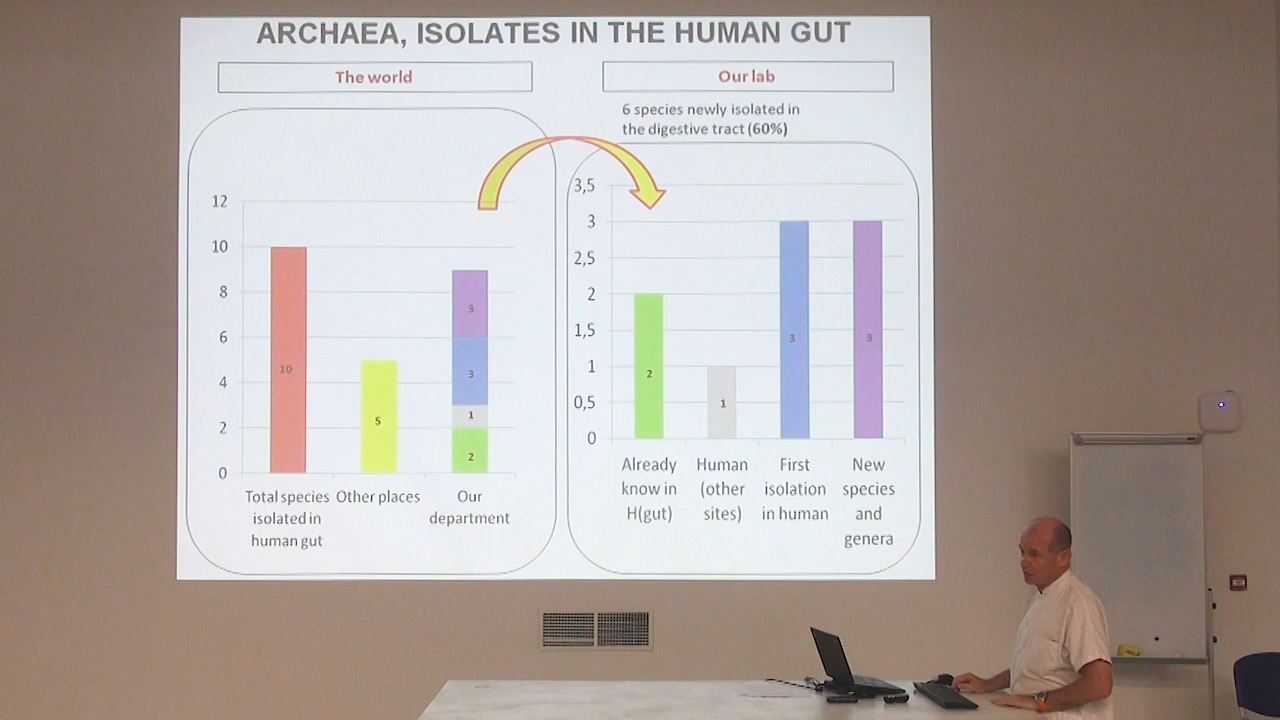 ARCHAEA, ISOLATES IN THE HUMAN GUT
The world
12
10
8
6
4
2
0
10
5
3
3
1
2
Total species
isolated in
human gut
Other places
Our
department
Our lab
6 species newly isolated in
the digestive tract (60%)
3,5
3
2,5
2
1,5
1
0,5
0
2
1
3
3
Already
know in
H(gut)
Human
(other
sites)
First
isolation
in human
New
species
and
genera